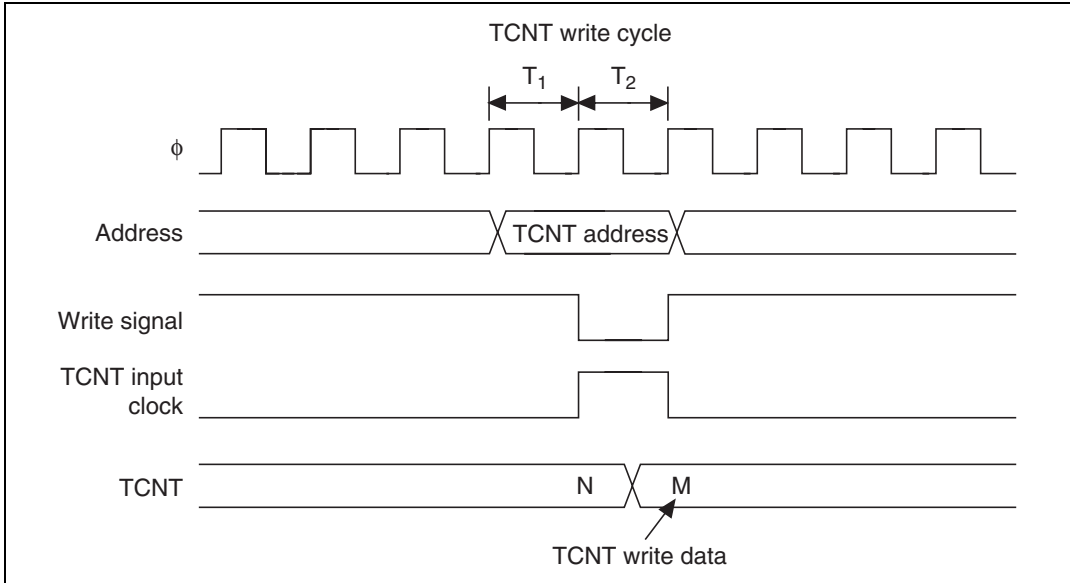 TCNT write cycle
T1 T2
ϕ
Address
TCNT address
Write signal
TCNT input
clock
TCNT
N M
TCNT write data